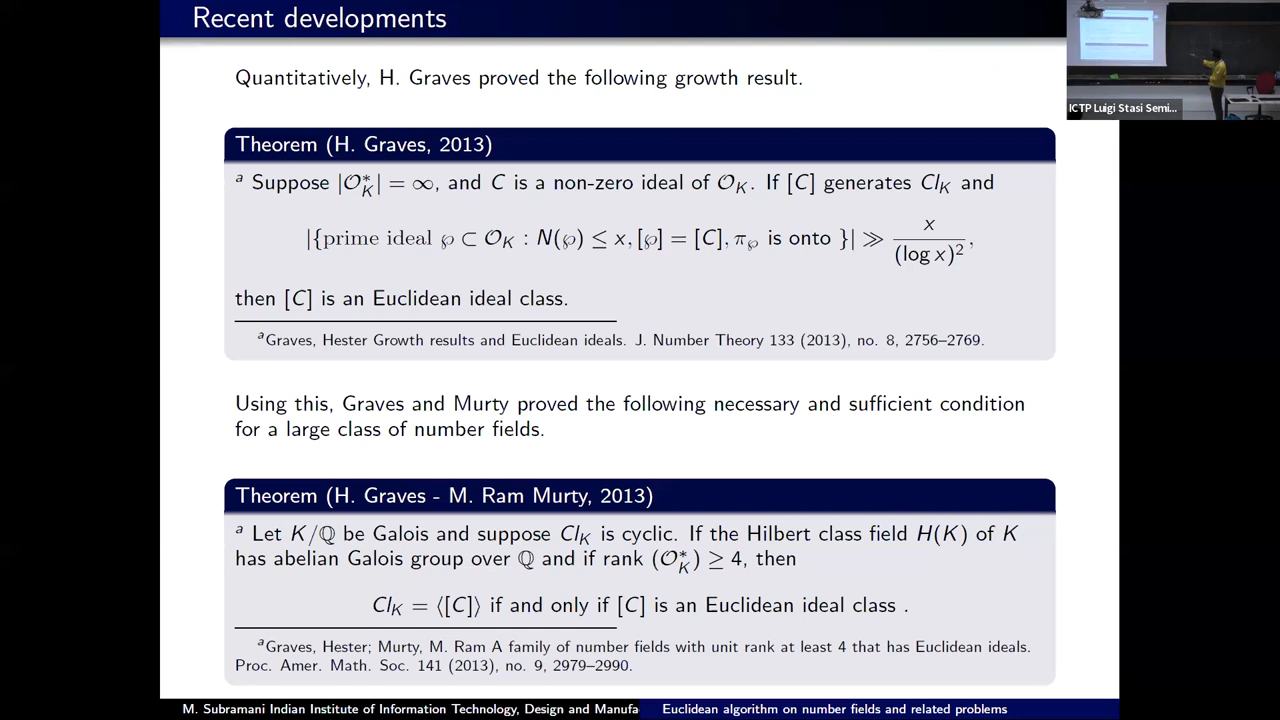 Recent developments
Quantitatively, H. Graves proved the following growth result.
Theorem (H. Graves, 2013)
ᵃ Suppose |𝒪*_K| = ∞, and C is a non-zero ideal of 𝒪_K. If [C] generates Cl_K and
|{prime ideal ℘ ⊂ 𝒪_K : N(℘) ≤ x, [℘] = [C], π_℘ is onto }| ≫ x/(log x)²,
then [C] is an Euclidean ideal class.
ᵃGraves, Hester Growth results and Euclidean ideals. J. Number Theory 133 (2013), no. 8, 2756–2769.
Using this, Graves and Murty proved the following necessary and sufficient condition
for a large class of number fields.
Theorem (H. Graves - M. Ram Murty, 2013)
ᵃ Let K/ℚ be Galois and suppose Cl_K is cyclic. If the Hilbert class field H(K) of K
has abelian Galois group over ℚ and if rank (𝒪*_K) ≥ 4, then
Cl_K = ⟨[C]⟩ if and only if [C] is an Euclidean ideal class .
ᵃGraves, Hester; Murty, M. Ram A family of number fields with unit rank at least 4 that has Euclidean ideals.
Proc. Amer. Math. Soc. 141 (2013), no. 9, 2979–2990.
M. Subramani Indian Institute of Information Technology, Design and Manufa
Euclidean algorithm on number fields and related problems
ICTP Luigi Stasi Semi...